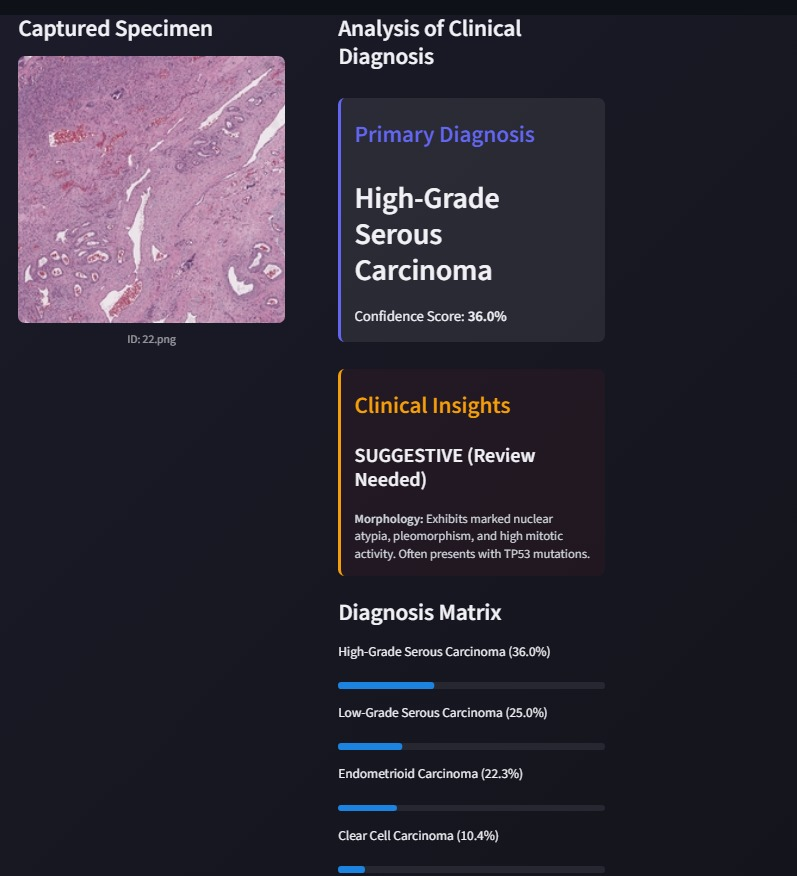 Captured Specimen
ID: 22.png
Analysis of Clinical
Diagnosis
Primary Diagnosis
High-Grade
Serous
Carcinoma
Confidence Score: 36.0%
Clinical Insights
SUGGESTIVE (Review
Needed)
Morphology: Exhibits marked nuclear
atypia, pleomorphism, and high mitotic
activity. Often presents with TP53 mutations.
Diagnosis Matrix
High-Grade Serous Carcinoma (36.0%)
Low-Grade Serous Carcinoma (25.0%)
Endometrioid Carcinoma (22.3%)
Clear Cell Carcinoma (10.4%)